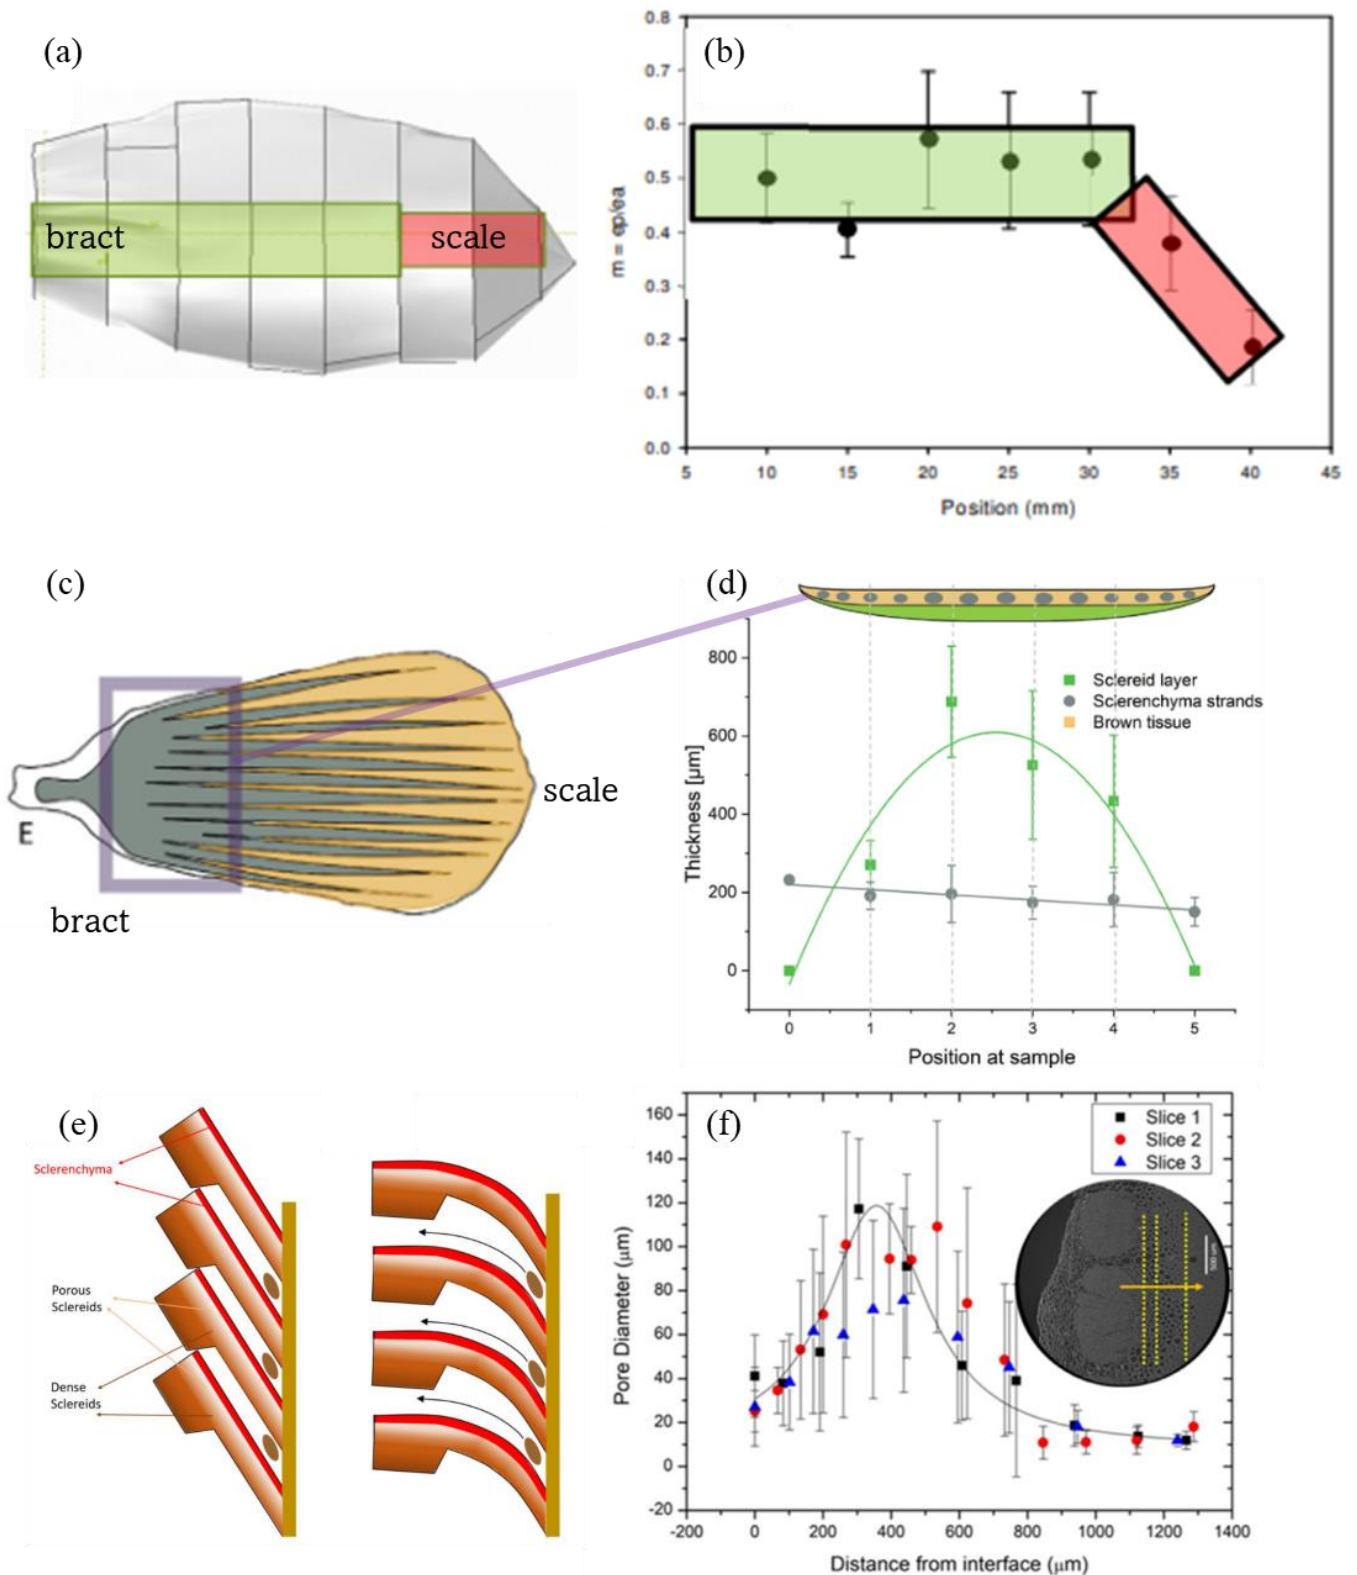 (a)
bract
scale
(b)
0.8
0.7
0.6
0.5
0.4
0.3
0.2
0.1
0.0
m = ep/ea
5 10 15 20 25 30 35 40 45
Position (mm)
(c)
scale
E
bract
(d)
800
600
400
200
0
Thickness [µm]
Sclereid layer
Sclerenchyma strands
Brown tissue
0 1 2 3 4 5
Position at sample
(e)
Sclerenchyma
Porous
Sclereids
Dense
Sclereids
(f)
160
140
120
100
80
60
40
20
0
-20
Pore Diameter (µm)
Slice 1
Slice 2
Slice 3
500 um
-200 0 200 400 600 800 1000 1200 1400
Distance from interface (µm)